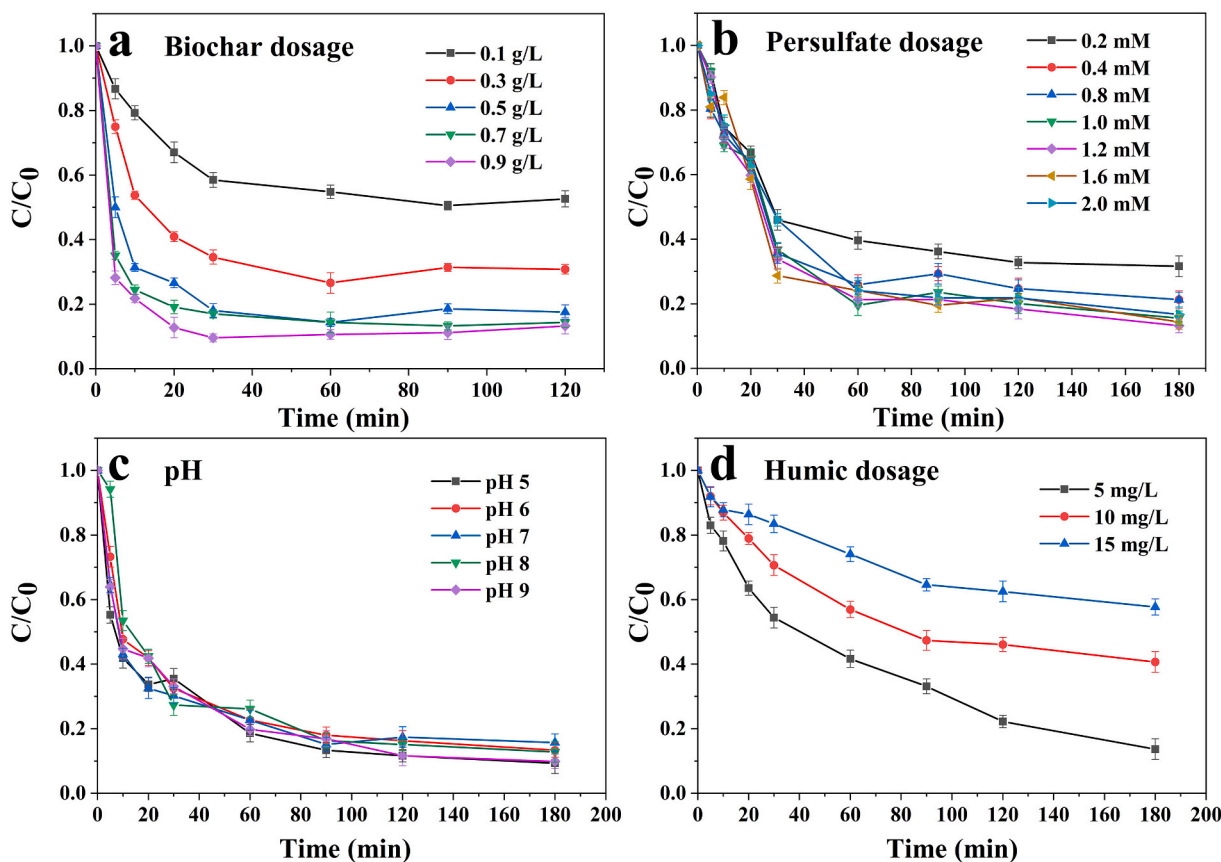 a Biochar dosage
0.1 g/L
0.3 g/L
0.5 g/L
0.7 g/L
0.9 g/L
C/C0
1.0
0.8
0.6
0.4
0.2
0.0
0 20 40 60 80 100 120
Time (min)
b Persulfate dosage
0.2 mM
0.4 mM
0.8 mM
1.0 mM
1.2 mM
1.6 mM
2.0 mM
C/C0
1.0
0.8
0.6
0.4
0.2
0.0
0 20 40 60 80 100 120 140 160 180
Time (min)
c pH
pH 5
pH 6
pH 7
pH 8
pH 9
C/C0
1.0
0.8
0.6
0.4
0.2
0.0
0 20 40 60 80 100 120 140 160 180 200
Time (min)
d Humic dosage
5 mg/L
10 mg/L
15 mg/L
C/C0
1.0
0.8
0.6
0.4
0.2
0.0
0 20 40 60 80 100 120 140 160 180 200
Time (min)